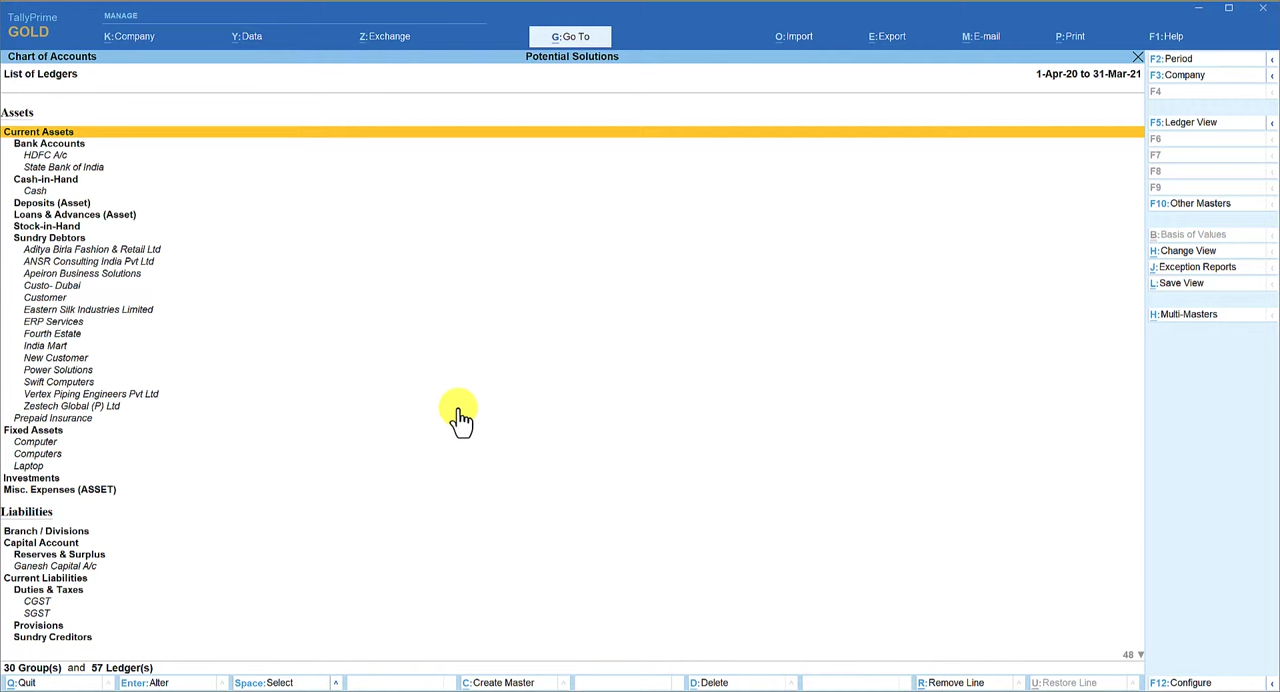 TallyPrime
GOLD
MANAGE
K:Company Y:Data Z:Exchange G:Go To O:Import E:Export M:E-mail P:Print F1:Help
Chart of Accounts Potential Solutions
List of Ledgers 1-Apr-20 to 31-Mar-21
Assets
Current Assets
Bank Accounts
HDFC A/c
State Bank of India
Cash-in-Hand
Cash
Deposits (Asset)
Loans & Advances (Asset)
Stock-in-Hand
Sundry Debtors
Aditya Birla Fashion & Retail Ltd
ANSR Consulting India Pvt Ltd
Apeiron Business Solutions
Custo- Dubai
Customer
Eastern Silk Industries Limited
ERP Services
Fourth Estate
India Mart
New Customer
Power Solutions
Swift Computers
Vertex Piping Engineers Pvt Ltd
Zestech Global (P) Ltd
Prepaid Insurance
Fixed Assets
Computer
Computers
Laptop
Investments
Misc. Expenses (ASSET)
Liabilities
Branch / Divisions
Capital Account
Reserves & Surplus
Ganesh Capital A/c
Current Liabilities
Duties & Taxes
CGST
SGST
Provisions
Sundry Creditors
48
30 Group(s) and 57 Ledger(s)
F2:Period
F3:Company
F4
F5:Ledger View
F6
F7
F8
F9
F10:Other Masters
B:Basis of Values
H:Change View
J:Exception Reports
L:Save View
H:Multi-Masters
Q:Quit Enter:Alter Space:Select C:Create Master D:Delete R:Remove Line U:Restore Line F12:Configure